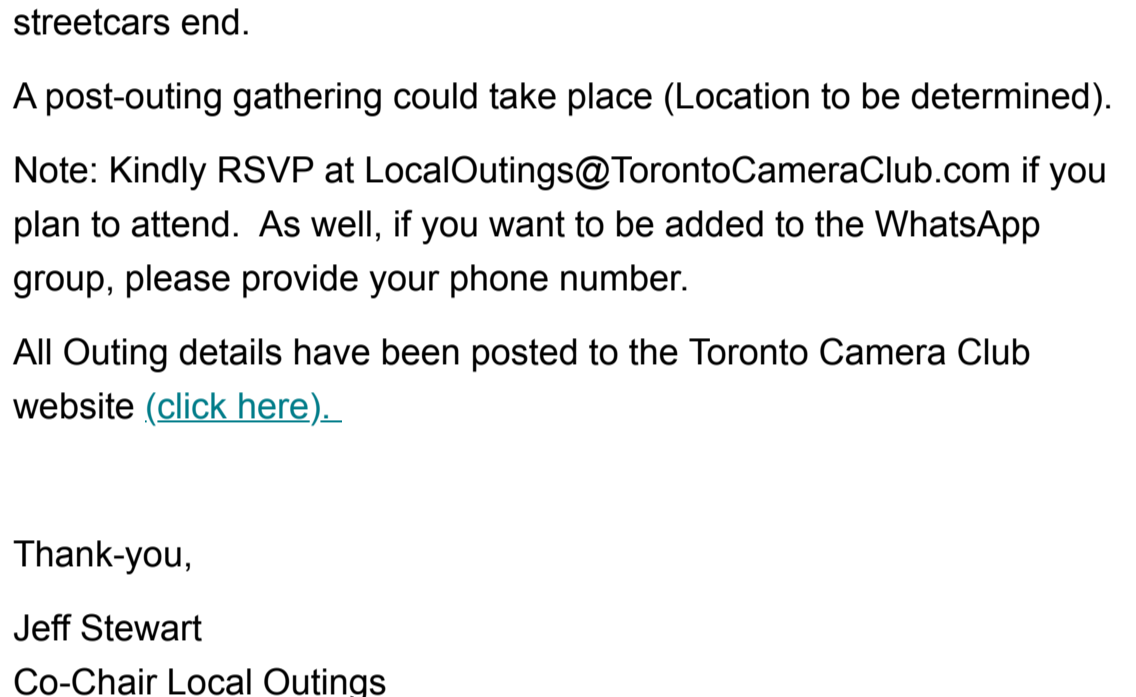 streetcars end.
A post-outing gathering could take place (Location to be determined).
Note: Kindly RSVP at LocalOutings@TorontoCameraClub.com if you
plan to attend.  As well, if you want to be added to the WhatsApp
group, please provide your phone number.
All Outing details have been posted to the Toronto Camera Club
website (click here).
Thank-you,
Jeff Stewart
Co-Chair Local Outings